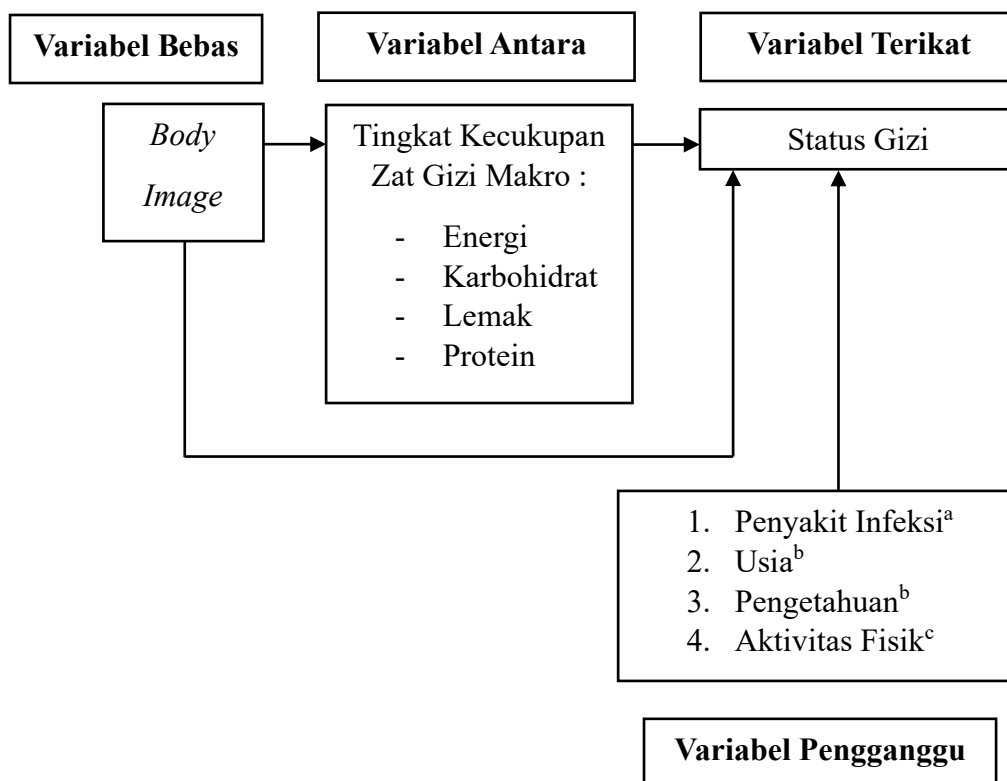 Variabel Bebas
Variabel Antara
Variabel Terikat
Body
Image
Tingkat Kecukupan
Zat Gizi Makro :
- Energi
- Karbohidrat
- Lemak
- Protein
Status Gizi
1. Penyakit Infeksiᵃ
2. Usiaᵇ
3. Pengetahuanᵇ
4. Aktivitas Fisikᶜ
Variabel Pengganggu